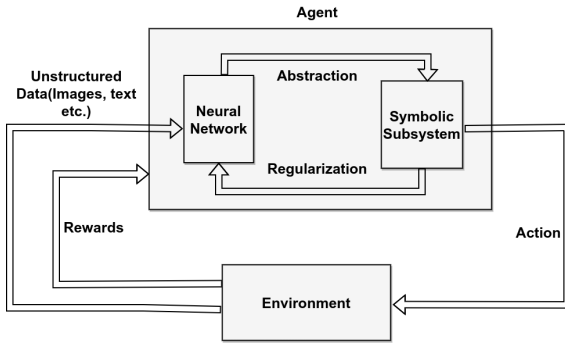 Agent
Unstructured
Data(Images, text
etc.)
Abstraction
Neural
Network
Symbolic
Subsystem
Regularization
Rewards
Action
Environment